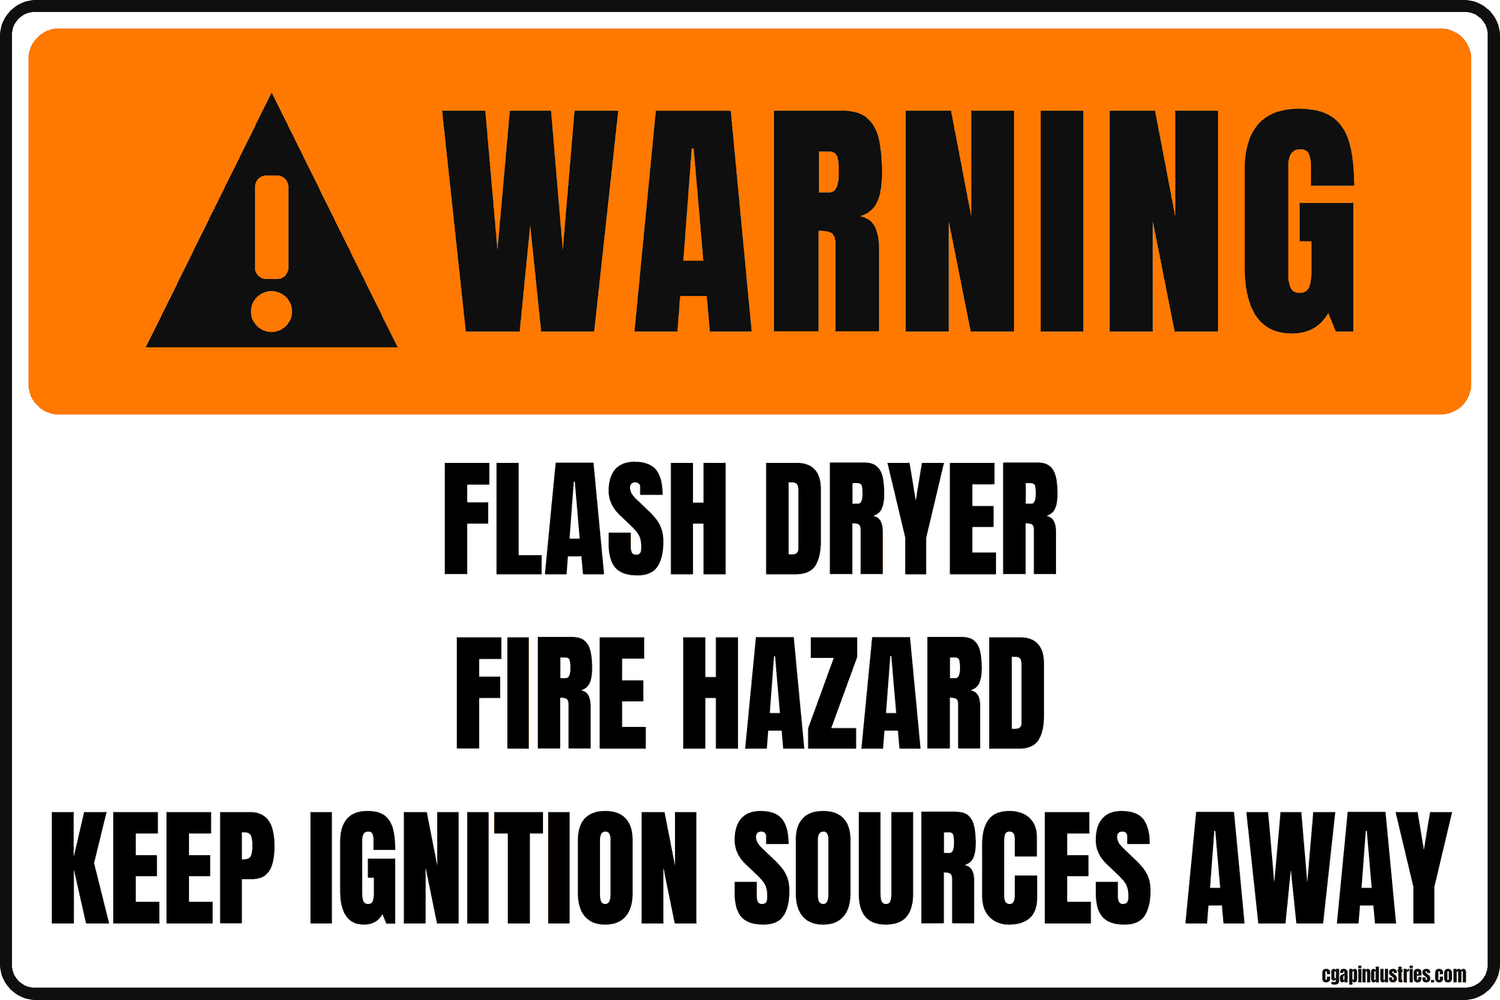 WARNING
FLASH DRYER
FIRE HAZARD
KEEP IGNITION SOURCES AWAY
cgapindustries.com